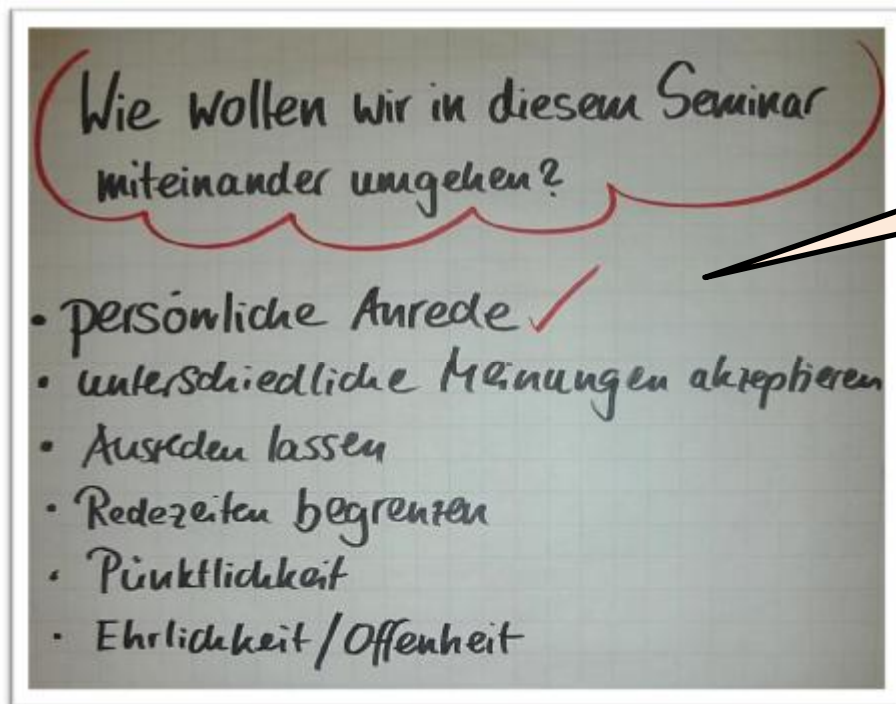 Wie wollen wir in diesem Seminar
miteinander umgehen?
• persönliche Anrede ✓
• unterschiedliche Meinungen akzeptieren
• Ausreden lassen
• Redezeiten begrenzen
• Pünktlichkeit
• Ehrlichkeit/Offenheit